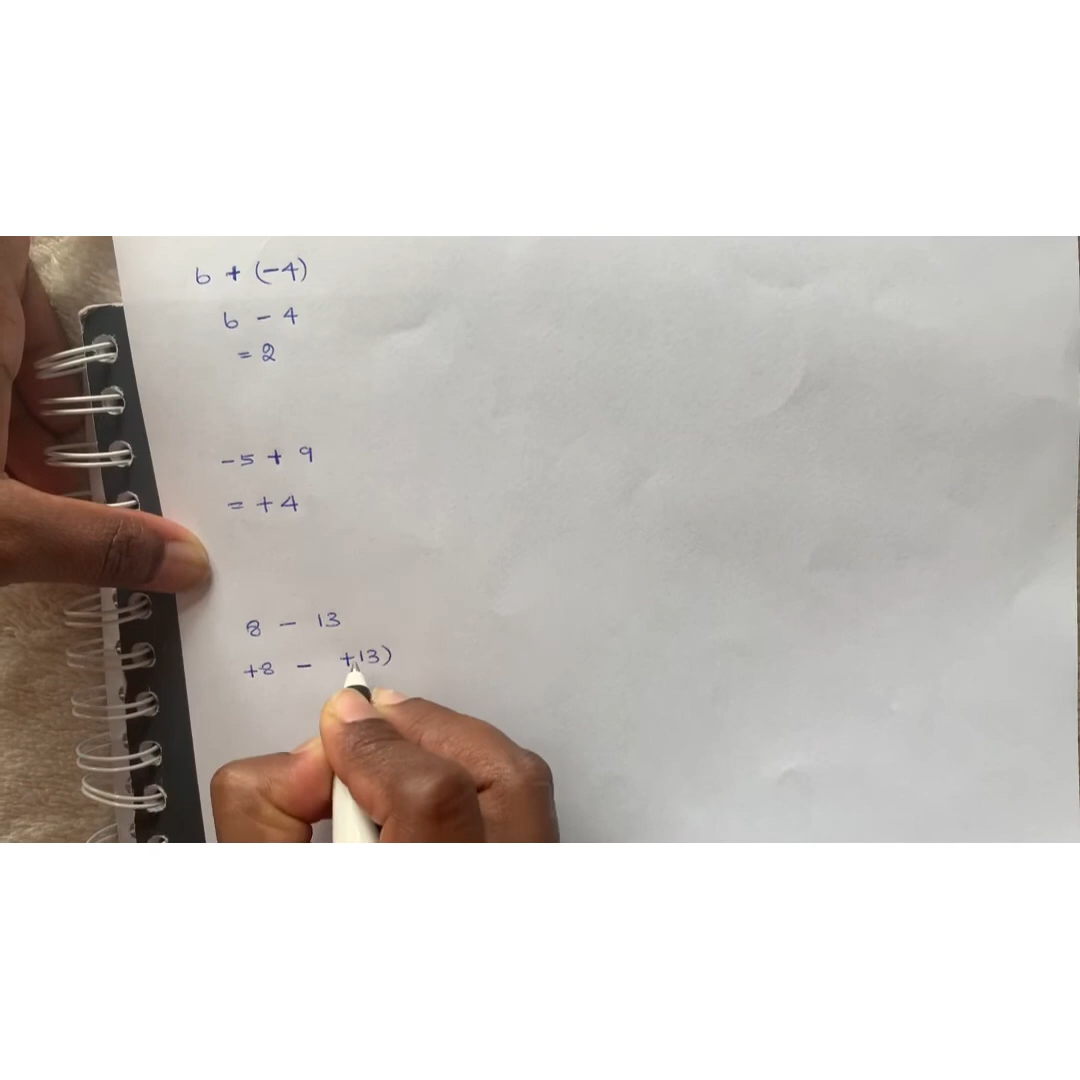 6 + (-4)
6 - 4
= 2
-5 + 9
= + 4
8 - 13
+8 - +13)